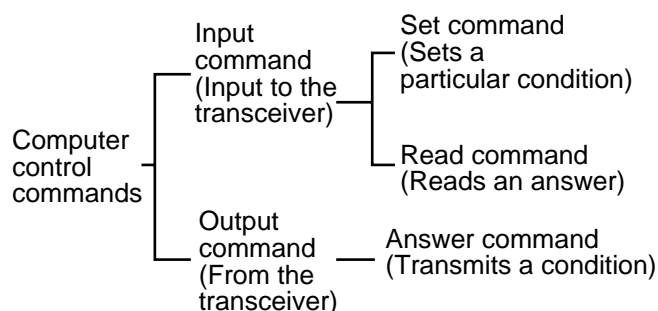 Computer
control
commands
Input
command
(Input to the
transceiver)
Set command
(Sets a
particular condition)
Read command
(Reads an answer)
Output
command
(From the
transceiver)
Answer command
(Transmits a condition)